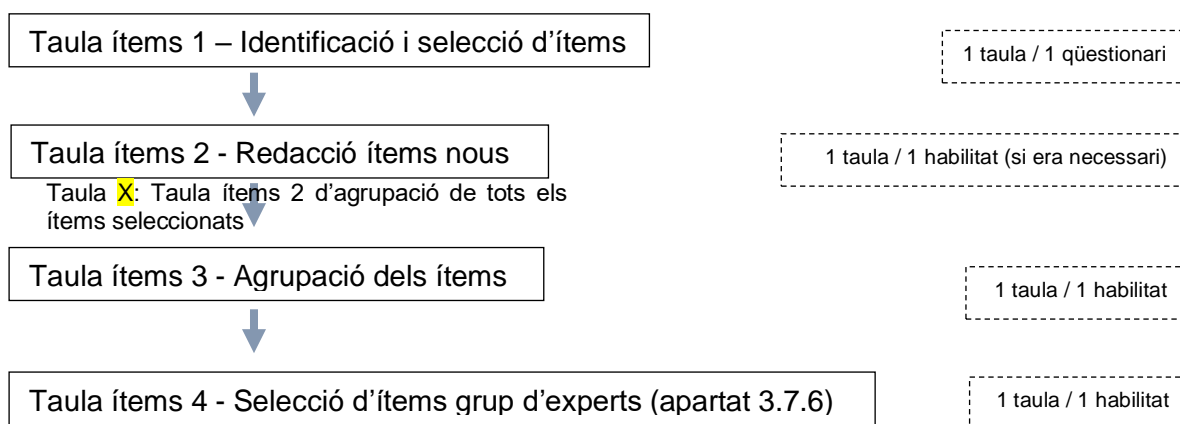 Taula ítems 1 – Identificació i selecció d’ítems
1 taula / 1 qüestionari
Taula ítems 2 - Redacció ítems nous
1 taula / 1 habilitat (si era necessari)
Taula X: Taula ítems 2 d’agrupació de tots els
ítems seleccionats
Taula ítems 3 - Agrupació dels ítems
1 taula / 1 habilitat
Taula ítems 4 - Selecció d’ítems grup d’experts (apartat 3.7.6)
1 taula / 1 habilitat